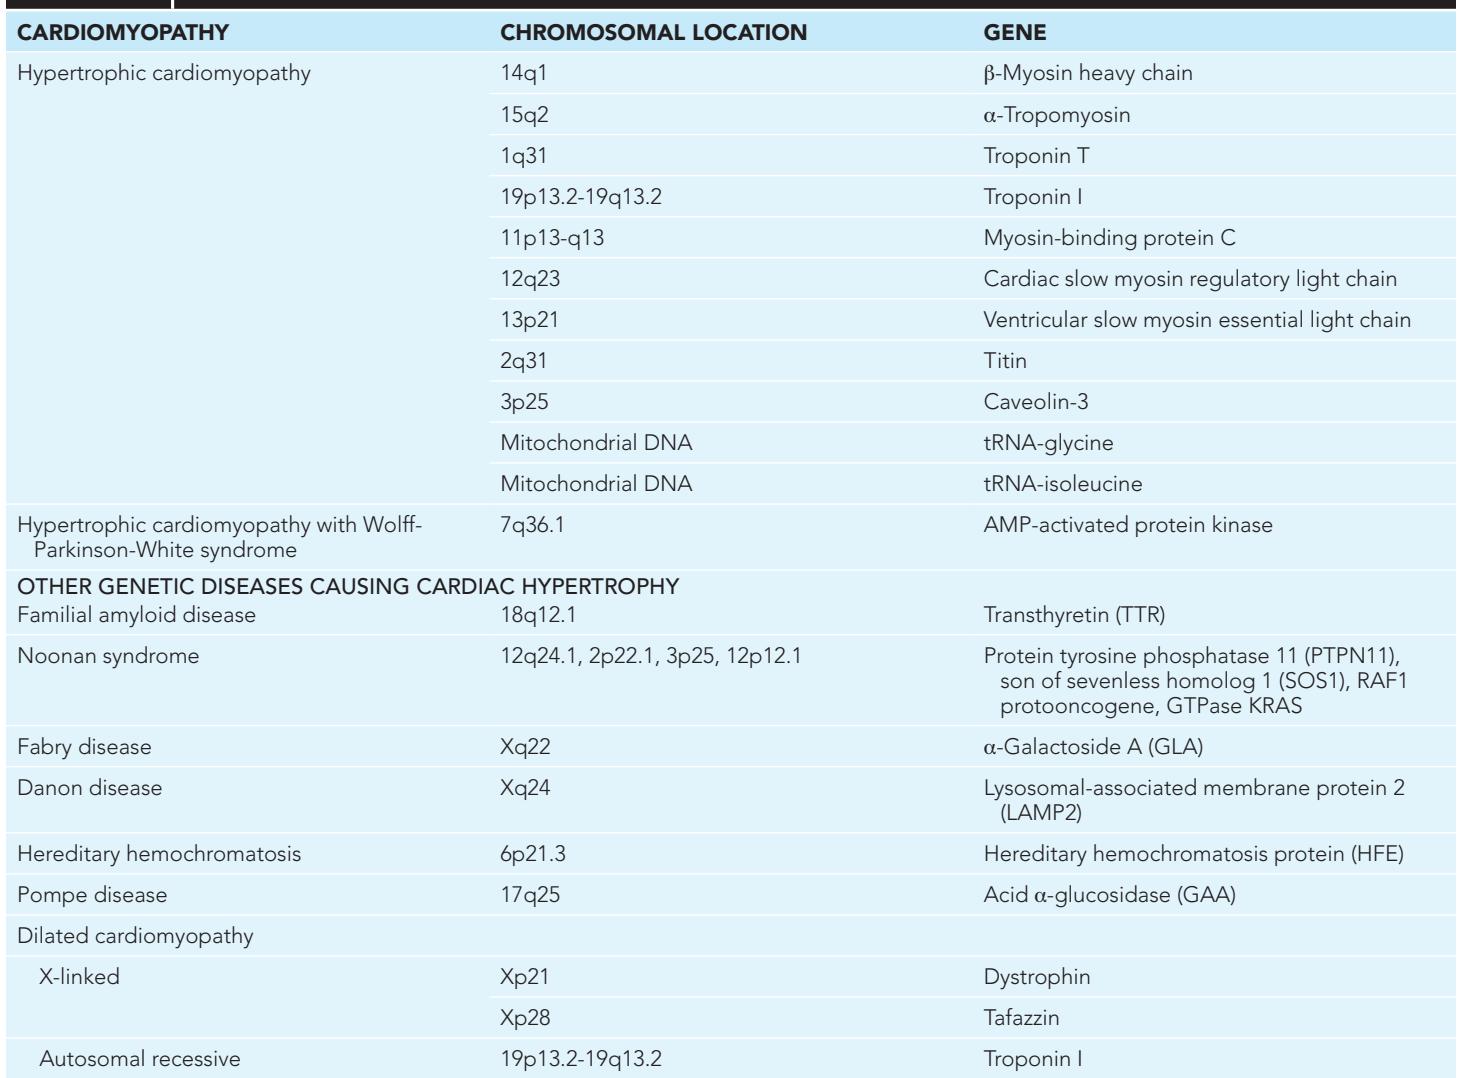 CARDIOMYOPATHY CHROMOSOMAL LOCATION GENE
Hypertrophic cardiomyopathy 14q1 β-Myosin heavy chain
15q2 α-Tropomyosin
1q31 Troponin T
19p13.2-19q13.2 Troponin I
11p13-q13 Myosin-binding protein C
12q23 Cardiac slow myosin regulatory light chain
13p21 Ventricular slow myosin essential light chain
2q31 Titin
3p25 Caveolin-3
Mitochondrial DNA tRNA-glycine
Mitochondrial DNA tRNA-isoleucine
Hypertrophic cardiomyopathy with Wolff- 7q36.1 AMP-activated protein kinase
Parkinson-White syndrome
OTHER GENETIC DISEASES CAUSING CARDIAC HYPERTROPHY
Familial amyloid disease 18q12.1 Transthyretin (TTR)
Noonan syndrome 12q24.1, 2p22.1, 3p25, 12p12.1 Protein tyrosine phosphatase 11 (PTPN11),
son of sevenless homolog 1 (SOS1), RAF1
protooncogene, GTPase KRAS
Fabry disease Xq22 α-Galactoside A (GLA)
Danon disease Xq24 Lysosomal-associated membrane protein 2
(LAMP2)
Hereditary hemochromatosis 6p21.3 Hereditary hemochromatosis protein (HFE)
Pompe disease 17q25 Acid α-glucosidase (GAA)
Dilated cardiomyopathy
X-linked Xp21 Dystrophin
Xp28 Tafazzin
Autosomal recessive 19p13.2-19q13.2 Troponin I